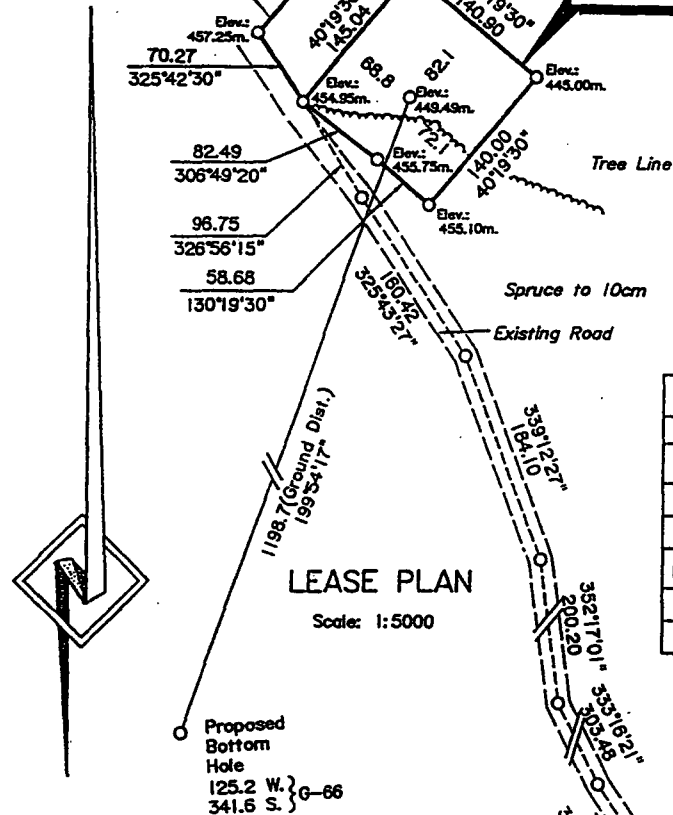 Elev.:
457.25m.
40°19'30"
145.04
140.90
70.27
325°42'30"
68.8
82.1
Elev.:
454.95m.
Elev.:
449.49m.
Elev.:
445.00m.
72.1
82.49
306°49'20"
Elev.:
455.75m.
140.00
40°19'30"
Tree Line
96.75
326°56'15"
Elev.:
455.10m.
58.68
130°19'30"
180.42
325°43'27"
Spruce to 10cm
Existing Road
339°12'27"
184.10
1198.7(Ground Dist.)
199°54'17"
N
LEASE PLAN
Scale: 1:5000
352°17'01"
200.20
333°16'21"
303.48
Proposed
Bottom
Hole
125.2 W.
341.6 S. } G-66